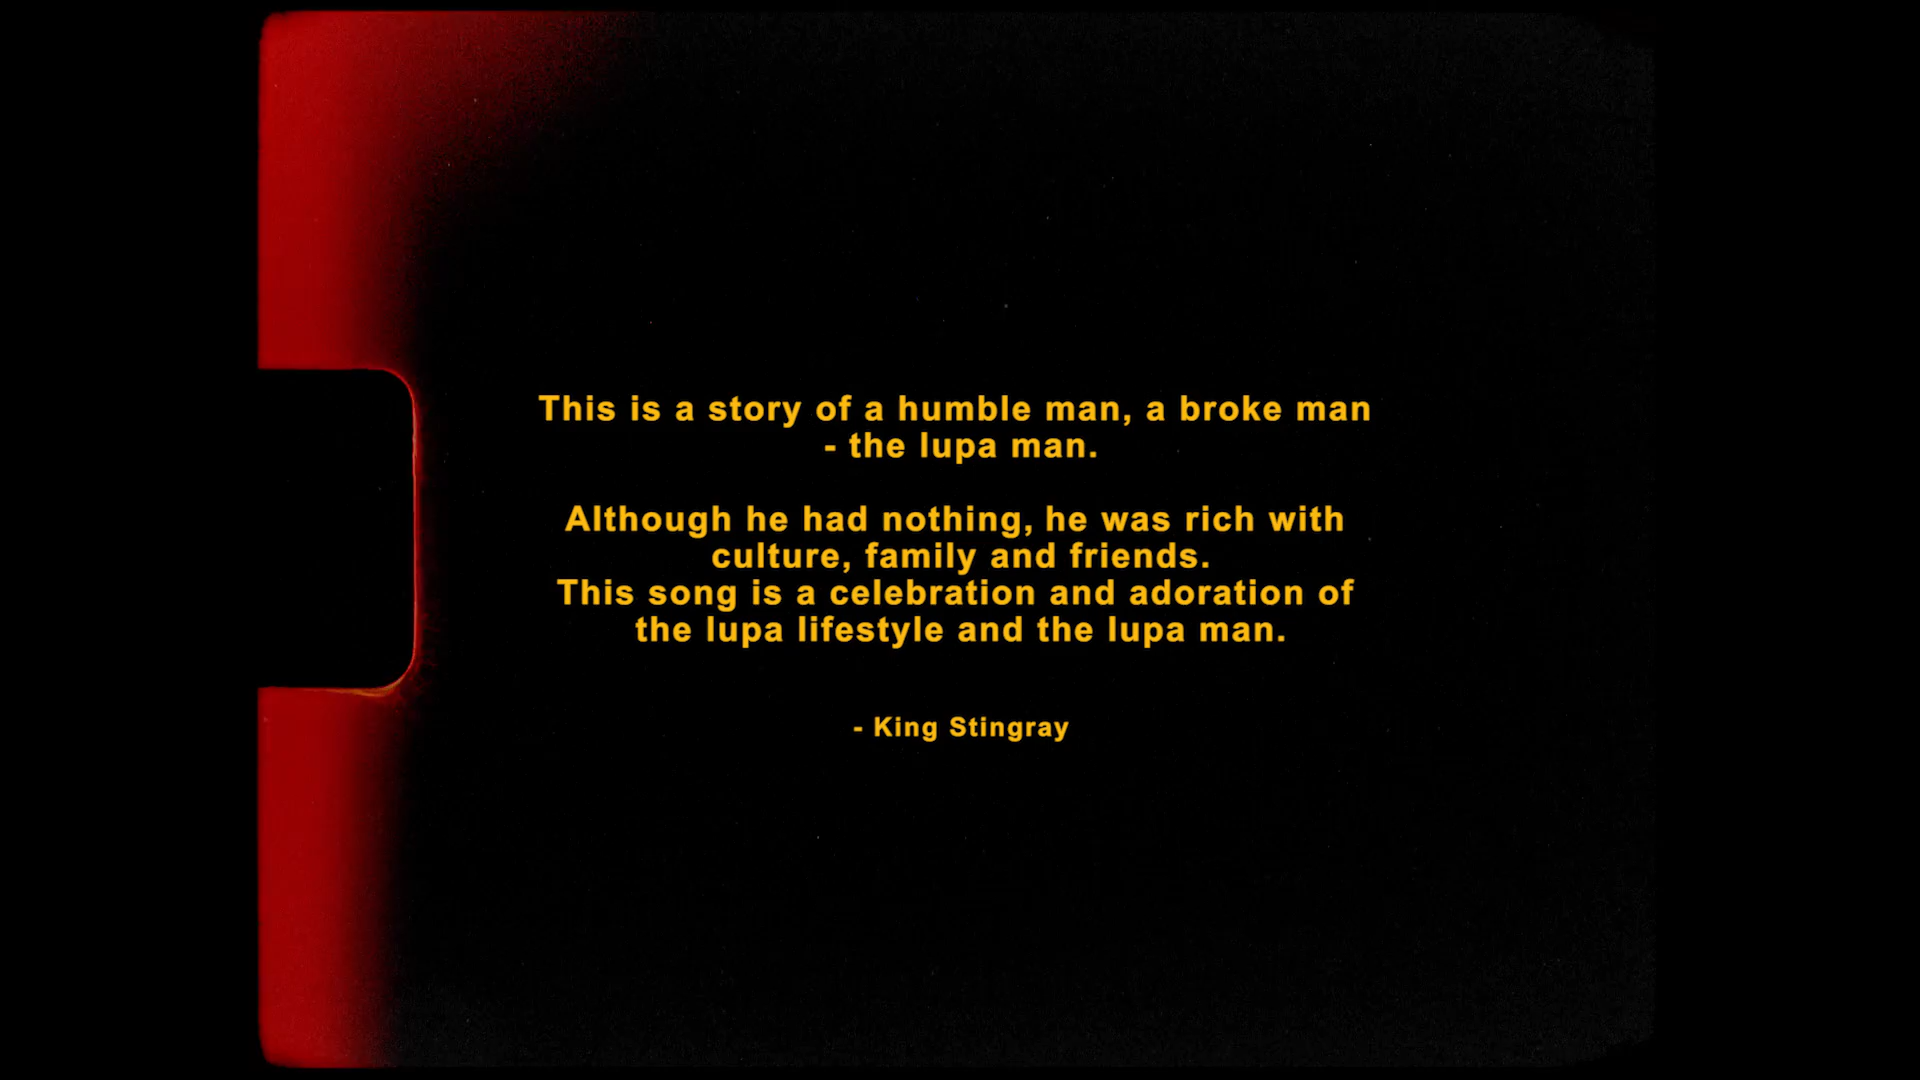 This is a story of a humble man, a broke man
- the lupa man.
Although he had nothing, he was rich with
culture, family and friends.
This song is a celebration and adoration of
the lupa lifestyle and the lupa man.
- King Stingray